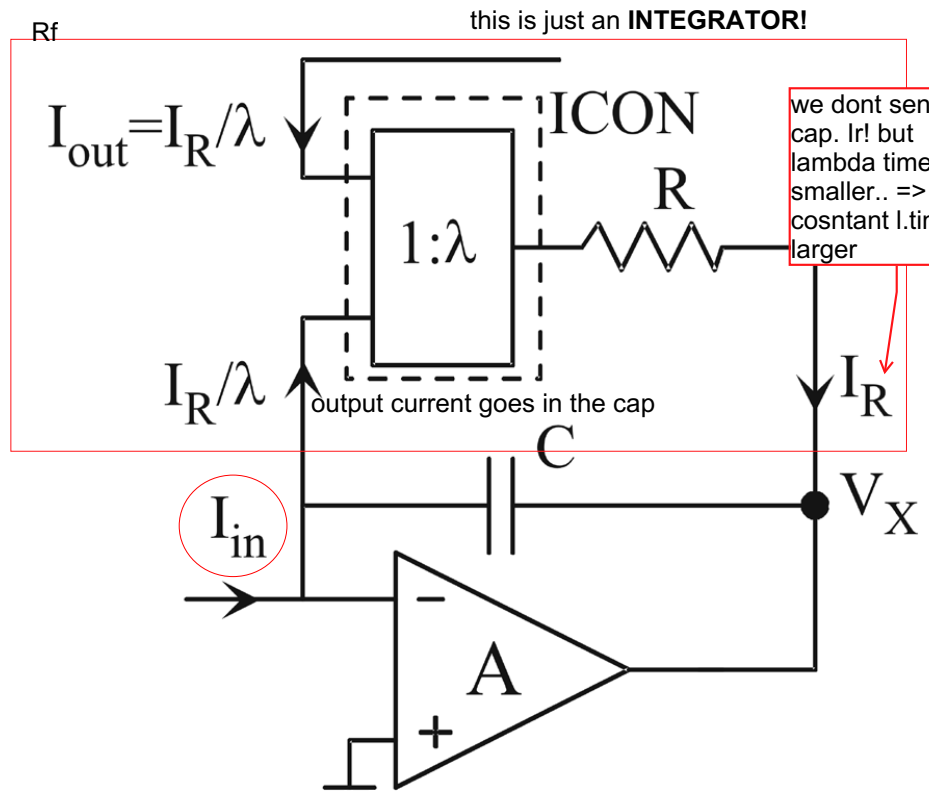 this is just an INTEGRATOR!
Rf
I_out=I_R/λ
ICON
we dont sen
cap. Ir! but
lambda time
smaller.. =>
cosntant I.tin
larger
R
1:λ
I_R/λ
output current goes in the cap
I_R
C
V_X
I_in
−
A
+